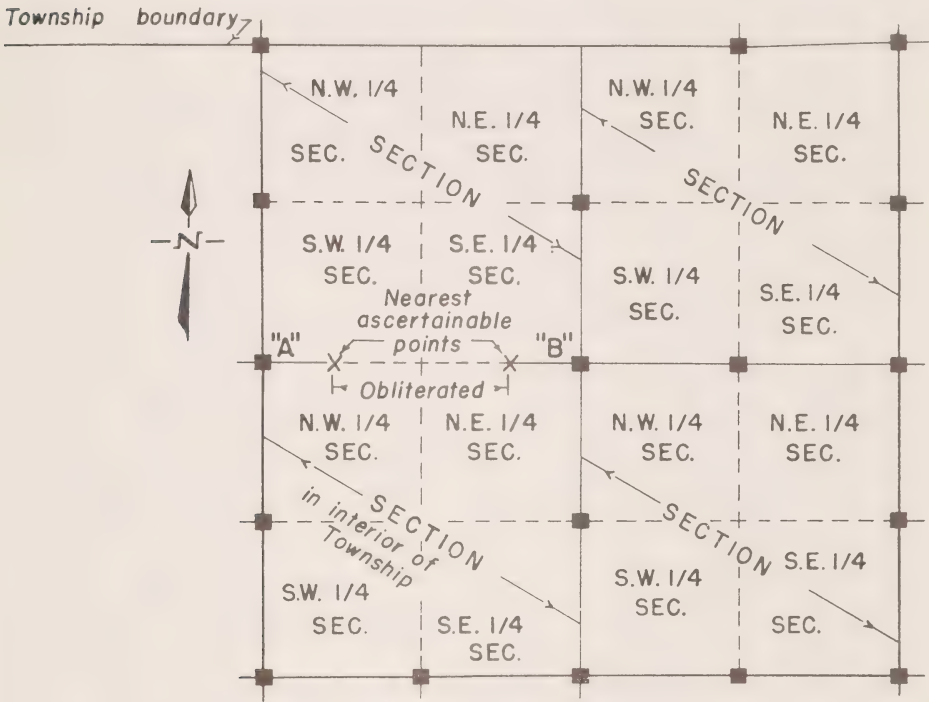 Township boundary
N.W. 1/4
SEC.
N.E. 1/4
SEC.
N.W. 1/4
SEC.
N.E. 1/4
SEC.
SECTION
SECTION
N
S.W. 1/4
SEC.
S.E. 1/4
SEC.
S.W. 1/4
SEC.
S.E. 1/4
SEC.
Nearest
ascertainable
points
"A"
"B"
Obliterated
N.W. 1/4
SEC.
N.E. 1/4
SEC.
N.W. 1/4
SEC.
N.E. 1/4
SEC.
SECTION
in interior of
Township
SECTION
S.W. 1/4
SEC.
S.E. 1/4
SEC.
S.W. 1/4
SEC.
S.E. 1/4
SEC.